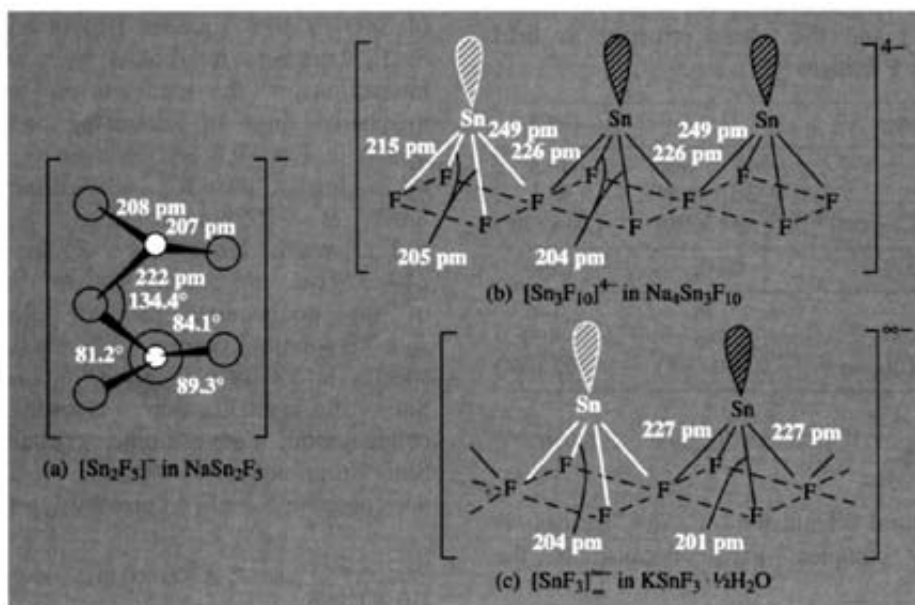 4–
Sn Sn Sn
249 pm 249 pm
215 pm 226 pm 226 pm
F F F F
F F F F F F
205 pm 204 pm
(b) [Sn3F10]4– in Na4Sn3F10
–
208 pm
207 pm
222 pm
134.4°
84.1°
81.2°
89.3°
(a) [Sn2F5]– in NaSn2F5
∞–
Sn Sn
227 pm 227 pm
F F
F F F
F F
204 pm 201 pm
(c) [SnF3]∞– in KSnF3·½H2O